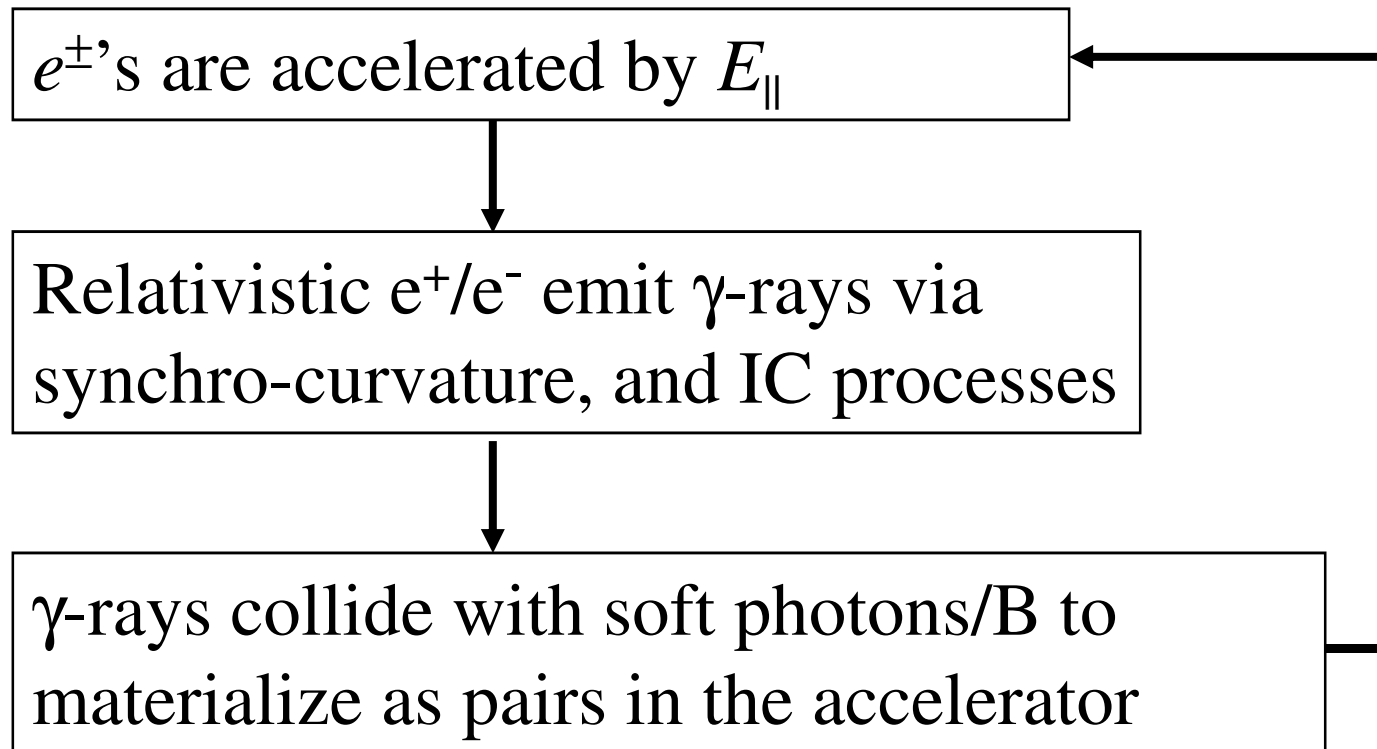 e±’s are accelerated by E∥
Relativistic e⁺/e⁻ emit γ-rays via
synchro-curvature, and IC processes
γ-rays collide with soft photons/B to
materialize as pairs in the accelerator